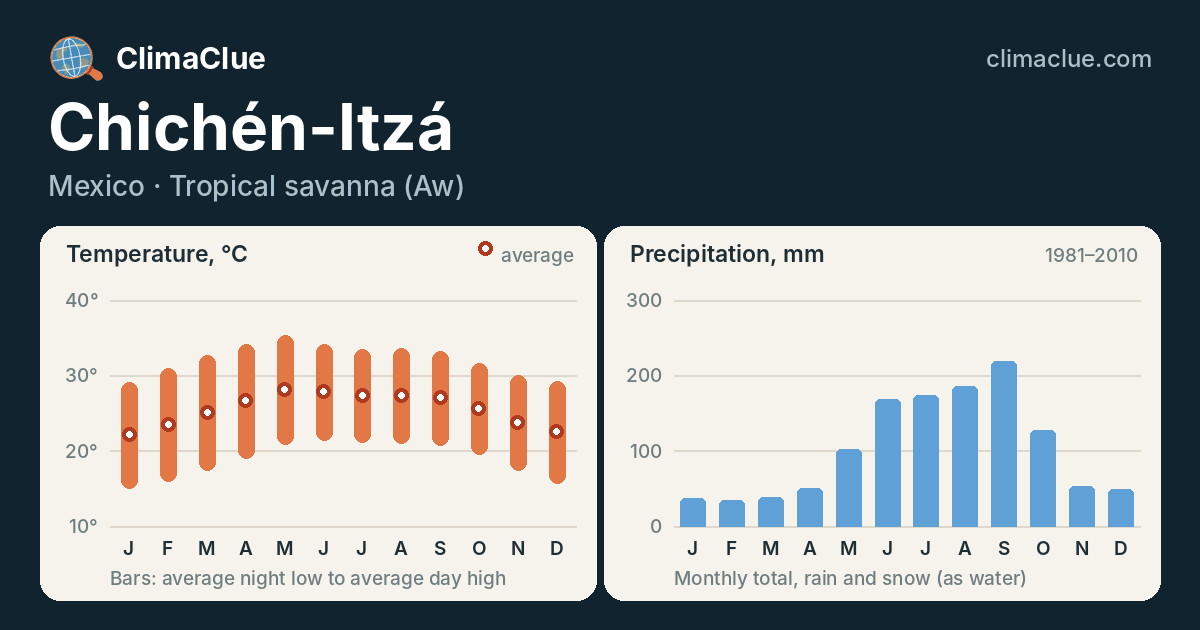 ClimaClue
climaclue.com
Chichén-Itzá
Mexico · Tropical savanna (Aw)
Temperature, °C
average
40°
30°
20°
10°
J F M A M J J A S O N D
Bars: average night low to average day high
Precipitation, mm
1981–2010
300
200
100
0
J F M A M J J A S O N D
Monthly total, rain and snow (as water)